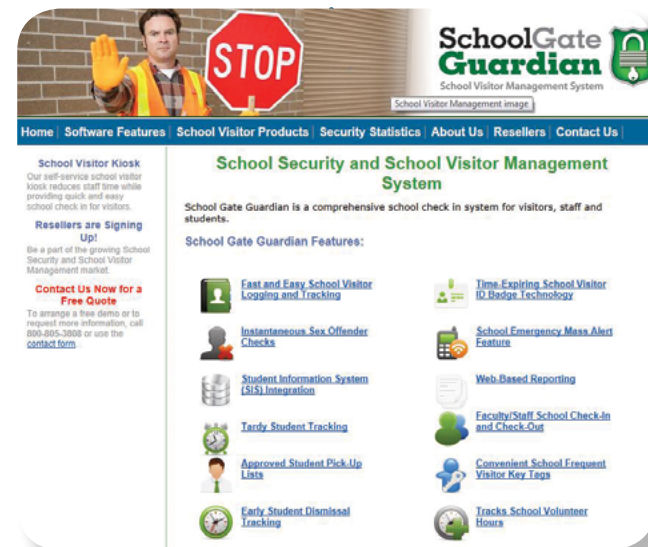 STOP
SchoolGate
Guardian
School Visitor Management System
School Visitor Management image
Home | Software Features | School Visitor Products | Security Statistics | About Us | Resellers | Contact Us |
School Visitor Kiosk
Our self-service school visitor
kiosk reduces staff time while
providing quick and easy
school check in for visitors.
Resellers are Signing
Up!
Be a part of the growing School
Security and School Visitor
Management market.
Contact Us Now for a
Free Quote
To arrange a free demo or to
request more information, call
800-805-3808 or use the
contact form.
School Security and School Visitor Management
System
School Gate Guardian is a comprehensive school check in system for visitors, staff and
students.
School Gate Guardian Features:
Fast and Easy School Visitor
Logging and Tracking
Instantaneous Sex Offender
Checks
Student Information System
(SIS) Integration
Tardy Student Tracking
Approved Student Pick-Up
Lists
Early Student Dismissal
Tracking
Time-Expiring School Visitor
ID Badge Technology
School Emergency Mass Alert
Feature
Web-Based Reporting
Faculty/Staff School Check-In
and Check-Out
Convenient School Frequent
Visitor Key Tags
Tracks School Volunteer
Hours